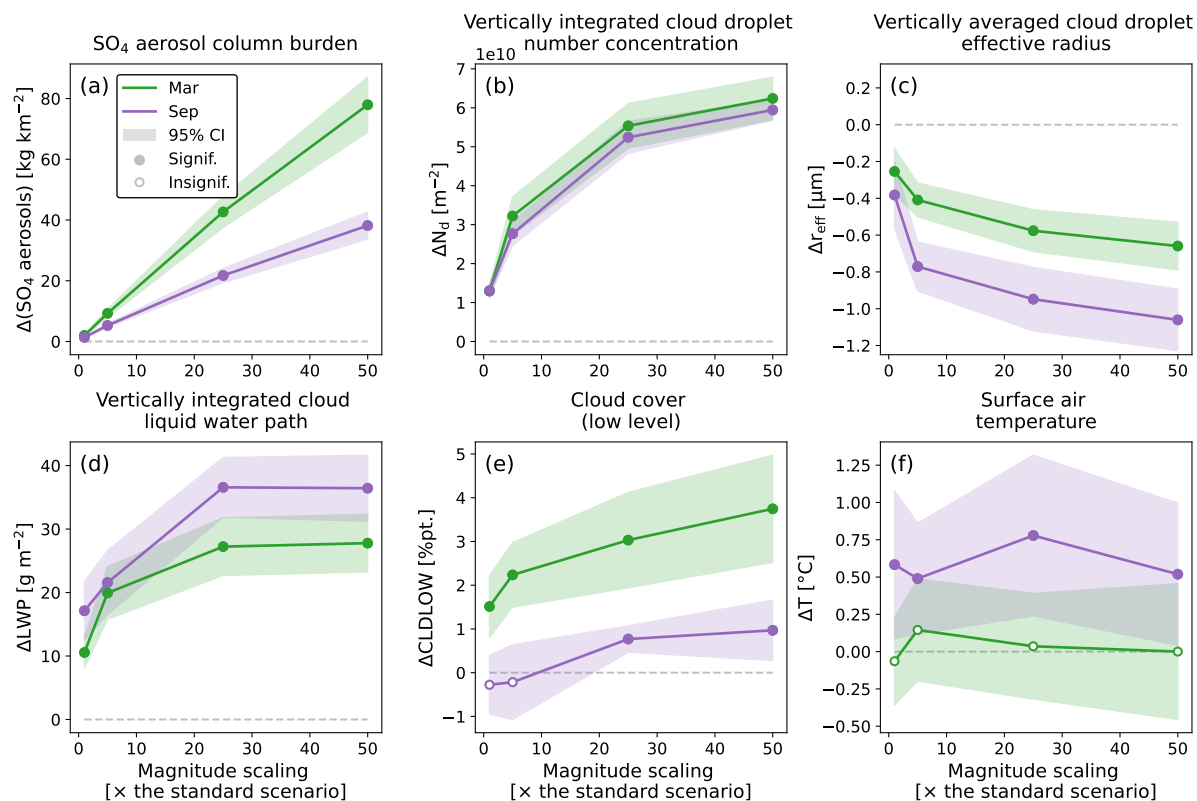 SO₄ aerosol column burden
Δ(SO₄ aerosols) [kg km⁻²]
(a)
Mar
Sep
95% CI
Signif.
Insignif.
80
60
40
20
0
0 10 20 30 40 50
Vertically integrated cloud droplet
number concentration
1e10
ΔN_d [m⁻²]
(b)
7
6
5
4
3
2
1
0
0 10 20 30 40 50
Vertically averaged cloud droplet
effective radius
Δr_eff [μm]
(c)
0.2
0.0
−0.2
−0.4
−0.6
−0.8
−1.0
−1.2
0 10 20 30 40 50
Vertically integrated cloud
liquid water path
ΔLWP [g m⁻²]
(d)
40
30
20
10
0
0 10 20 30 40 50
Magnitude scaling
[× the standard scenario]
Cloud cover
(low level)
ΔCLDLOW [%pt.]
(e)
5
4
3
2
1
0
−1
0 10 20 30 40 50
Magnitude scaling
[× the standard scenario]
Surface air
temperature
ΔT [°C]
(f)
1.25
1.00
0.75
0.50
0.25
0.00
−0.25
−0.50
0 10 20 30 40 50
Magnitude scaling
[× the standard scenario]